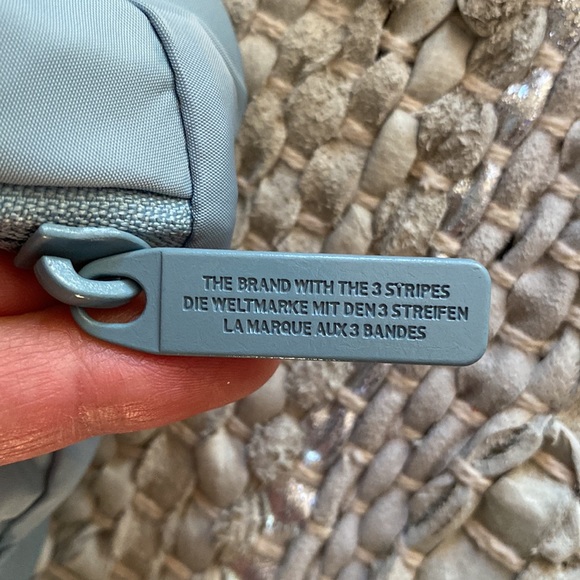 THE BRAND WITH THE 3 STRIPES
DIE WELTMARKE MIT DEN 3 STREIFEN
LA MARQUE AUX 3 BANDES